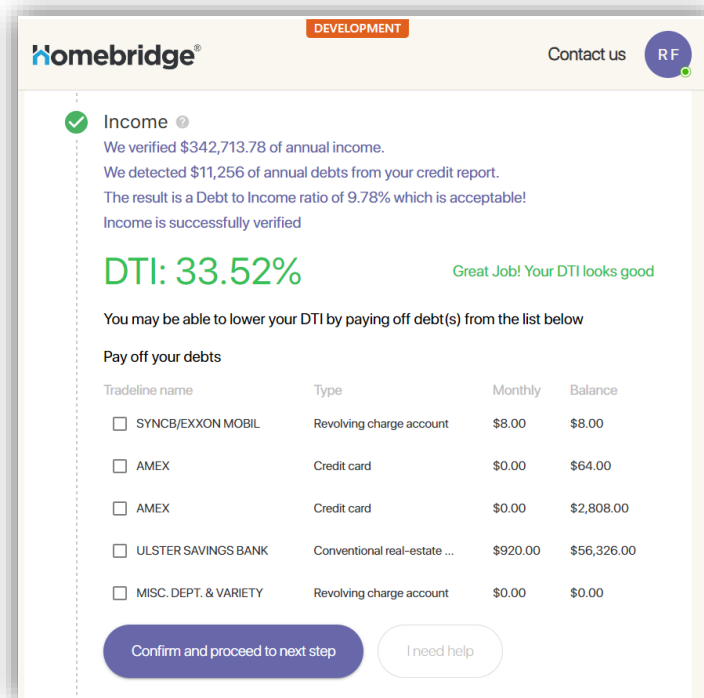 DEVELOPMENT
Homebridge®
Contact us
RF
Income ?
We verified $342,713.78 of annual income.
We detected $11,256 of annual debts from your credit report.
The result is a Debt to Income ratio of 9.78% which is acceptable!
Income is successfully verified
DTI: 33.52% Great Job! Your DTI looks good
You may be able to lower your DTI by paying off debt(s) from the list below
Pay off your debts
Tradeline name Type Monthly Balance
SYNCB/EXXON MOBIL Revolving charge account $8.00 $8.00
AMEX Credit card $0.00 $64.00
AMEX Credit card $0.00 $2,808.00
ULSTER SAVINGS BANK Conventional real-estate ... $920.00 $56,326.00
MISC. DEPT. & VARIETY Revolving charge account $0.00 $0.00
Confirm and proceed to next step I need help